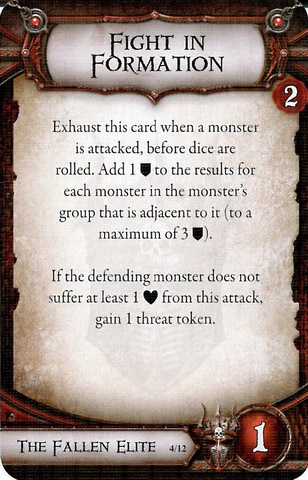 FIGHT IN
FORMATION
2
Exhaust this card when a monster
is attacked, before dice are
rolled. Add 1 to the results for
each monster in the monster's
group that is adjacent to it (to a
maximum of 3 ).
If the defending monster does not
suffer at least 1 from this attack,
gain 1 threat token.
THE FALLEN ELITE 4/12
1